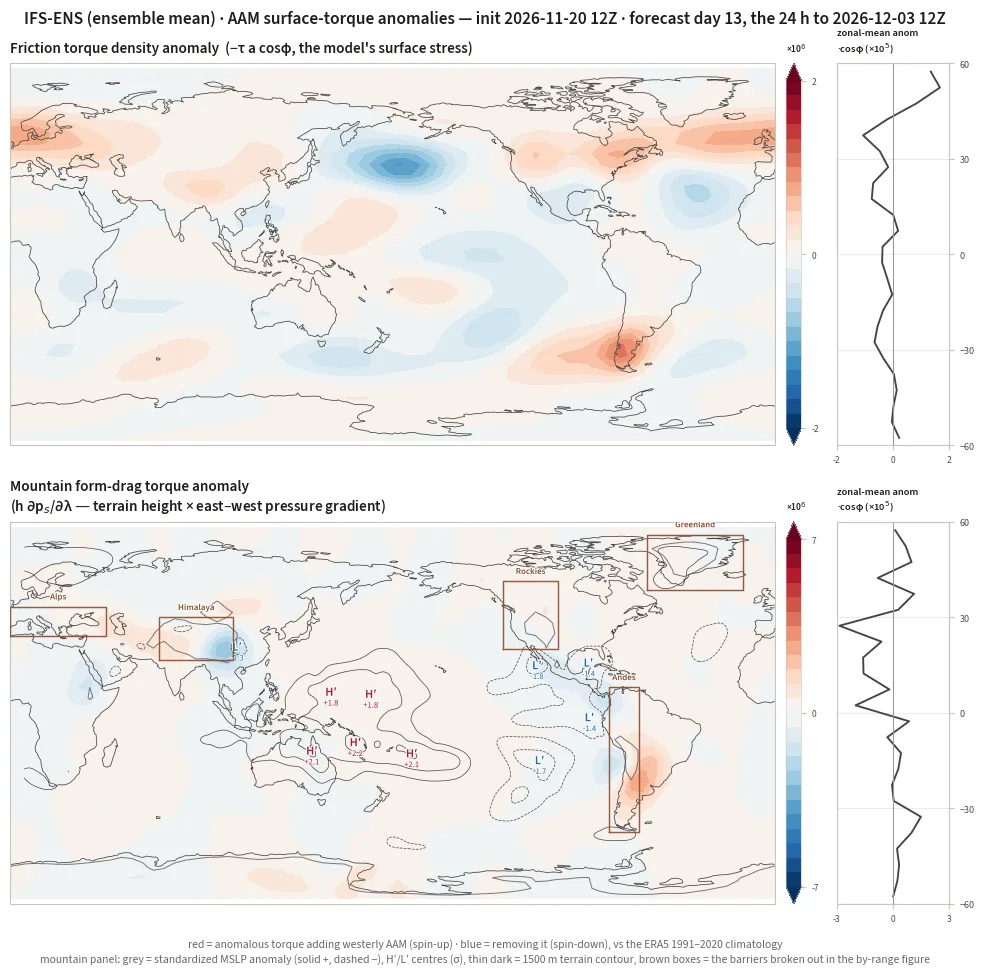 IFS-ENS (ensemble mean) · AAM surface-torque anomalies — init 2026-11-20 12Z · forecast day 13, the 24 h to 2026-12-03 12Z
Friction torque density anomaly (−τ a cosφ, the model's surface stress)
×10⁶
zonal-mean anom
·cosφ (×10⁵)
2
0
-2
60
30
0
−30
−60
-2
0
2
Mountain form-drag torque anomaly
(h ∂pₛ/∂λ — terrain height × east–west pressure gradient)
×10⁶
zonal-mean anom
·cosφ (×10⁵)
Greenland
Rockies
Alps
Himalaya
Andes
L'
-1.8
L'
-1.4
H'
+1.8
H'
+1.8
L'
-1.4
H'
+2.1
H'
+2.2
H'
+2.1
L'
-1.7
7
0
-7
60
30
0
−30
−60
-3
0
3
red = anomalous torque adding westerly AAM (spin-up) · blue = removing it (spin-down), vs the ERA5 1991–2020 climatology
mountain panel: grey = standardized MSLP anomaly (solid +, dashed −), H'/L' centres (σ), thin dark = 1500 m terrain contour, brown boxes = the barriers broken out in the by-range figure